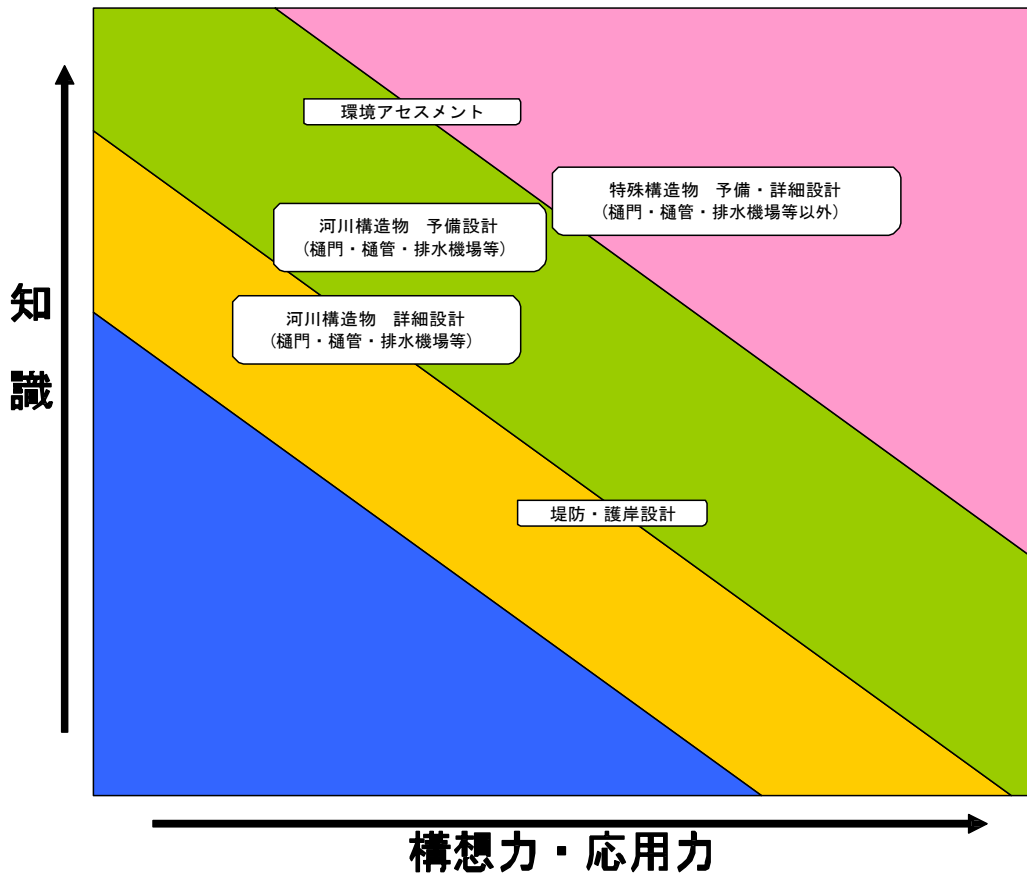 環境アセスメント
特殊構造物 予備・詳細設計
(樋門・樋管・排水機場等以外)
河川構造物 予備設計
(樋門・樋管・排水機場等)
河川構造物 詳細設計
(樋門・樋管・排水機場等)
堤防・護岸設計
知識
構想力・応用力